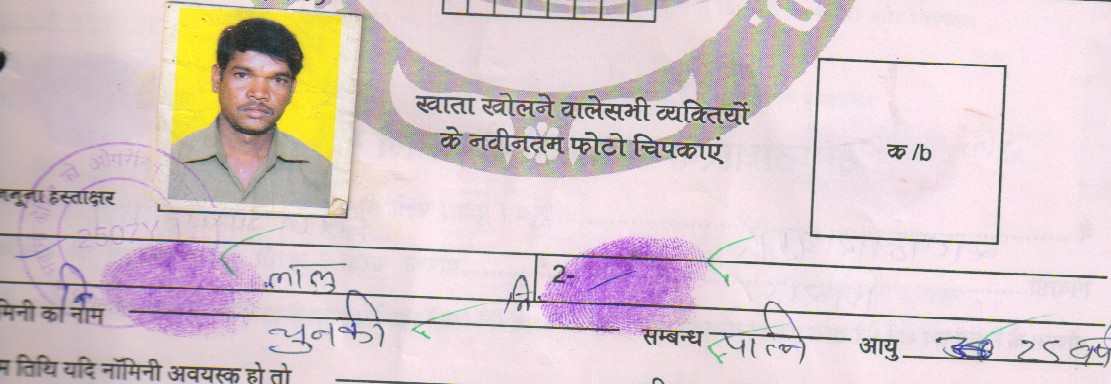 खाता खोलने वालेसभी व्यक्तियों
के नवीनतम फोटो चिपकाएं
क /b
नमूना हस्ताक्षर
2507
लालू
2-
नि
नि.
मिनी का नाम चुनकी सम्बन्ध पत्नि आयु 25 वर्ष
तिथि यदि नॉमिनी अवयस्क हो तो